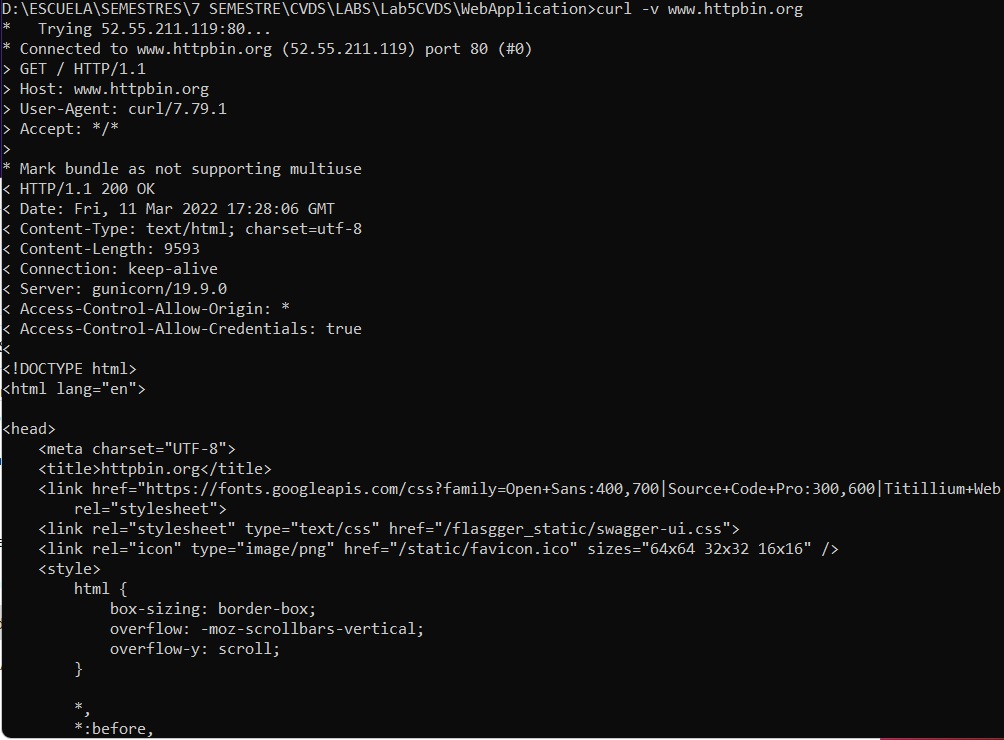 D:\ESCUELA\SEMESTRES\7 SEMESTRE\CVDS\LABS\Lab5CVDS\WebApplication>curl -v www.httpbin.org
*   Trying 52.55.211.119:80...
* Connected to www.httpbin.org (52.55.211.119) port 80 (#0)
> GET / HTTP/1.1
> Host: www.httpbin.org
> User-Agent: curl/7.79.1
> Accept: */*
>
* Mark bundle as not supporting multiuse
< HTTP/1.1 200 OK
< Date: Fri, 11 Mar 2022 17:28:06 GMT
< Content-Type: text/html; charset=utf-8
< Content-Length: 9593
< Connection: keep-alive
< Server: gunicorn/19.9.0
< Access-Control-Allow-Origin: *
< Access-Control-Allow-Credentials: true
<
<!DOCTYPE html>
<html lang="en">

<head>
    <meta charset="UTF-8">
    <title>httpbin.org</title>
    <link href="https://fonts.googleapis.com/css?family=Open+Sans:400,700|Source+Code+Pro:300,600|Titillium+Web
        rel="stylesheet">
    <link rel="stylesheet" type="text/css" href="/flasgger_static/swagger-ui.css">
    <link rel="icon" type="image/png" href="/static/favicon.ico" sizes="64x64 32x32 16x16" />
    <style>
        html {
            box-sizing: border-box;
            overflow: -moz-scrollbars-vertical;
            overflow-y: scroll;
        }

        *,
        *:before,